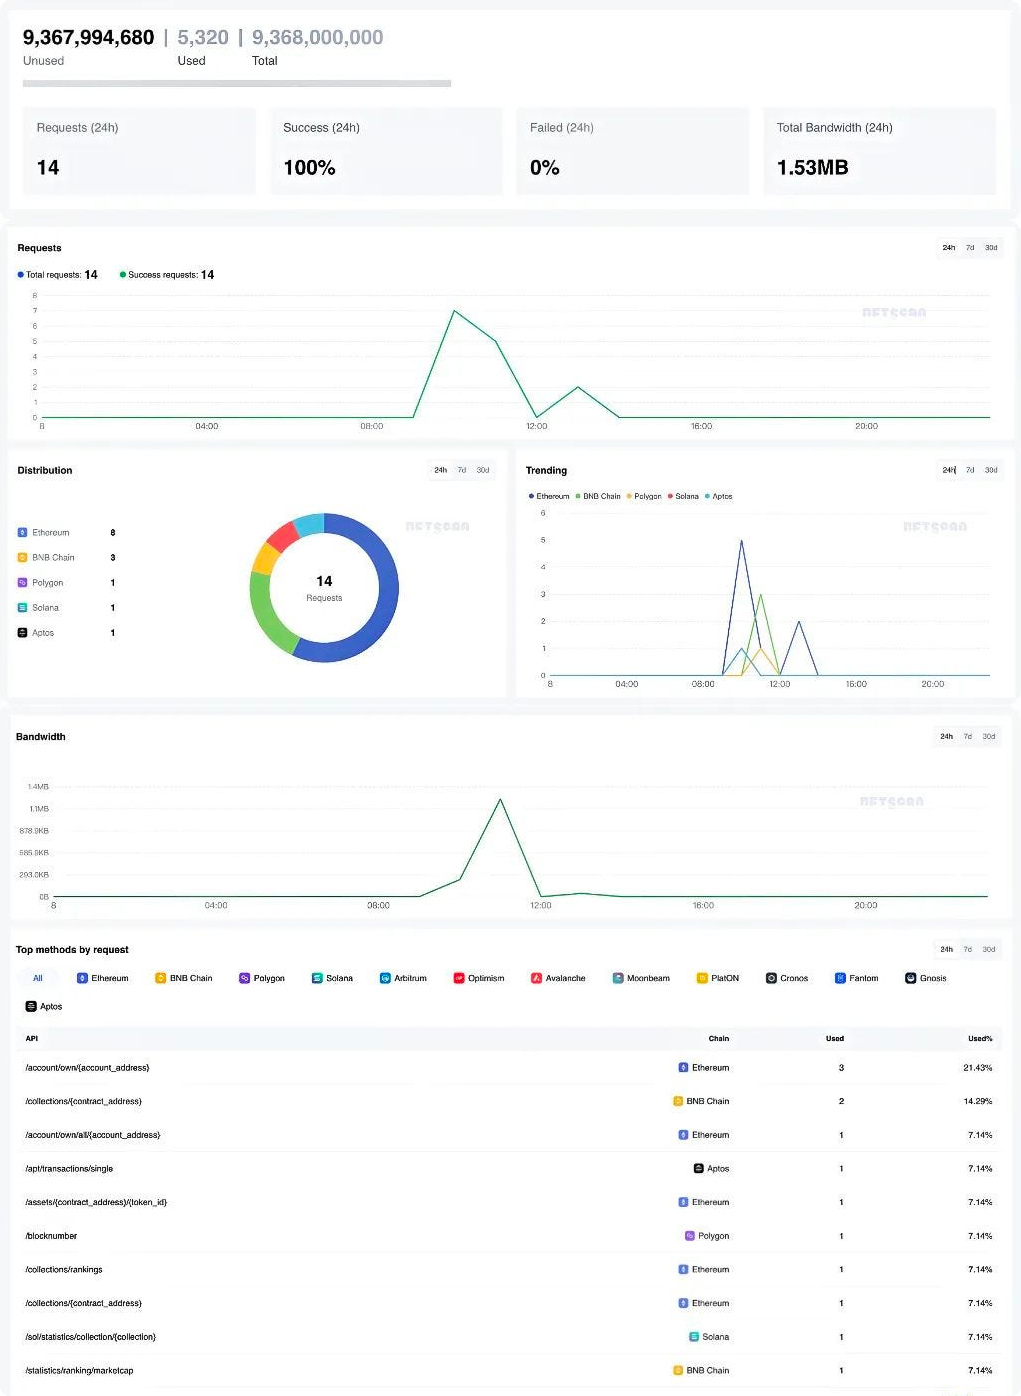 9,367,994,680 | 5,320 | 9,368,000,000
Unused Used Total
Requests (24h) Success (24h) Failed (24h) Total Bandwidth (24h)
14 100% 0% 1.53MB
Requests 24h 7d 30d
Total requests: 14 Success requests: 14
NFTSCAN
8
7
6
5
4
3
2
1
0
8 04:00 08:00 12:00 16:00 20:00
Distribution 24h 7d 30d
NFTSCAN
Ethereum 8
BNB Chain 3
Polygon 1
Solana 1
Aptos 1
14
Requests
Trending 24h 7d 30d
Ethereum BNB Chain Polygon Solana Aptos
NFTSCAN
6
5
4
3
2
1
0
8 04:00 08:00 12:00 16:00 20:00
Bandwidth 24h 7d 30d
NFTSCAN
1.4MB
1.1MB
878.9KB
585.9KB
293.0KB
0B
8 04:00 08:00 12:00 16:00 20:00
Top methods by request 24h 7d 30d
All Ethereum BNB Chain Polygon Solana Arbitrum Optimism Avalanche Moonbeam PlatON Cronos Fantom Gnosis
Aptos
API Chain Used Used%
/account/own/{account_address} Ethereum 3 21.43%
/collections/{contract_address} BNB Chain 2 14.29%
/account/own/all/{account_address} Ethereum 1 7.14%
/apt/transactions/single Aptos 1 7.14%
/assets/{contract_address}/{token_id} Ethereum 1 7.14%
/blocknumber Polygon 1 7.14%
/collections/rankings Ethereum 1 7.14%
/collections/{contract_address} Ethereum 1 7.14%
/sol/statistics/collection/{collection} Solana 1 7.14%
/statistics/ranking/marketcap BNB Chain 1 7.14%